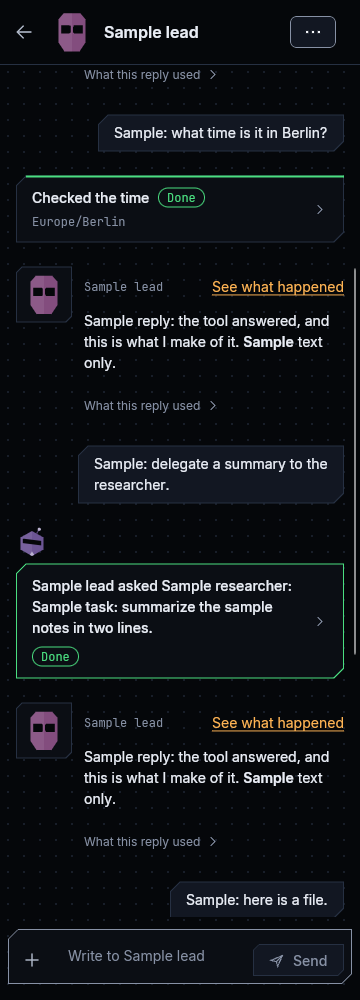 Sample lead
...
What this reply used
Sample: what time is it in Berlin?
Checked the time Done
Europe/Berlin
Sample lead See what happened
Sample reply: the tool answered, and
this is what I make of it. Sample text
only.
What this reply used
Sample: delegate a summary to the
researcher.
Sample lead asked Sample researcher:
Sample task: summarize the sample
notes in two lines.
Done
Sample lead See what happened
Sample reply: the tool answered, and
this is what I make of it. Sample text
only.
What this reply used
Sample: here is a file.
Write to Sample lead Send